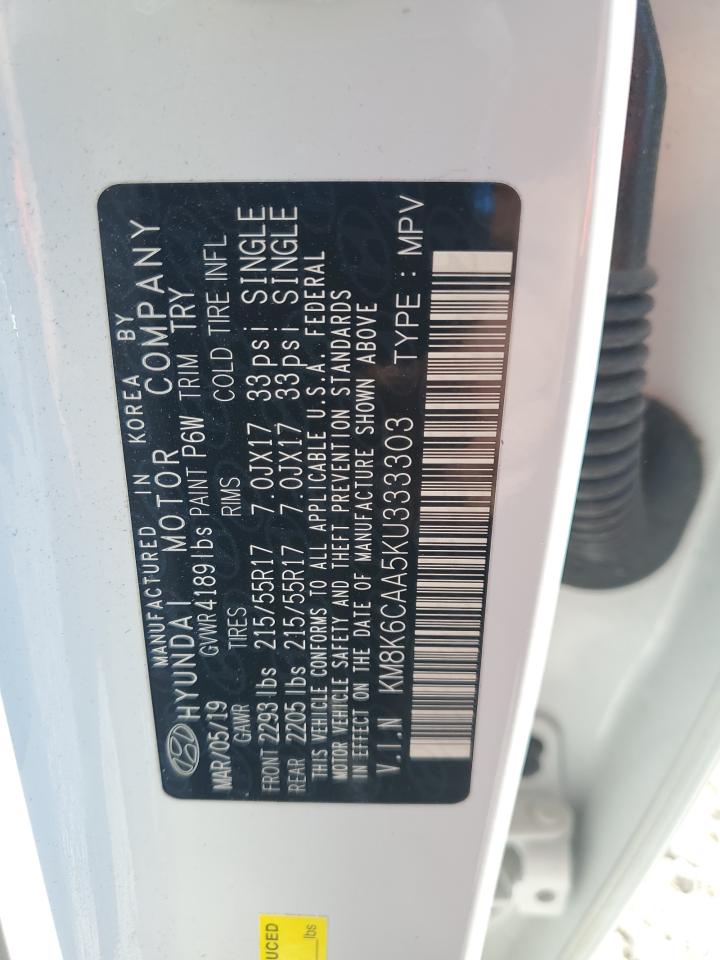 MANUFACTURED IN KOREA BY
HYUNDAI MOTOR COMPANY
MAR/05/19 GVWR 4189 lbs PAINT P6W TRIM TRY
GAWR TIRES RIMS COLD TIRE INFL
FRONT 2293 lbs 215/55R17 7.0JX17 33psi SINGLE
REAR 2205 lbs 215/55R17 7.0JX17 33psi SINGLE
THIS VEHICLE CONFORMS TO ALL APPLICABLE U.S.A. FEDERAL
MOTOR VEHICLE SAFETY AND THEFT PREVENTION STANDARDS
IN EFFECT ON THE DATE OF MANUFACTURE SHOWN ABOVE
V.I.N KM8K6CAA5KU333303 TYPE : MPV
UCED
lbs